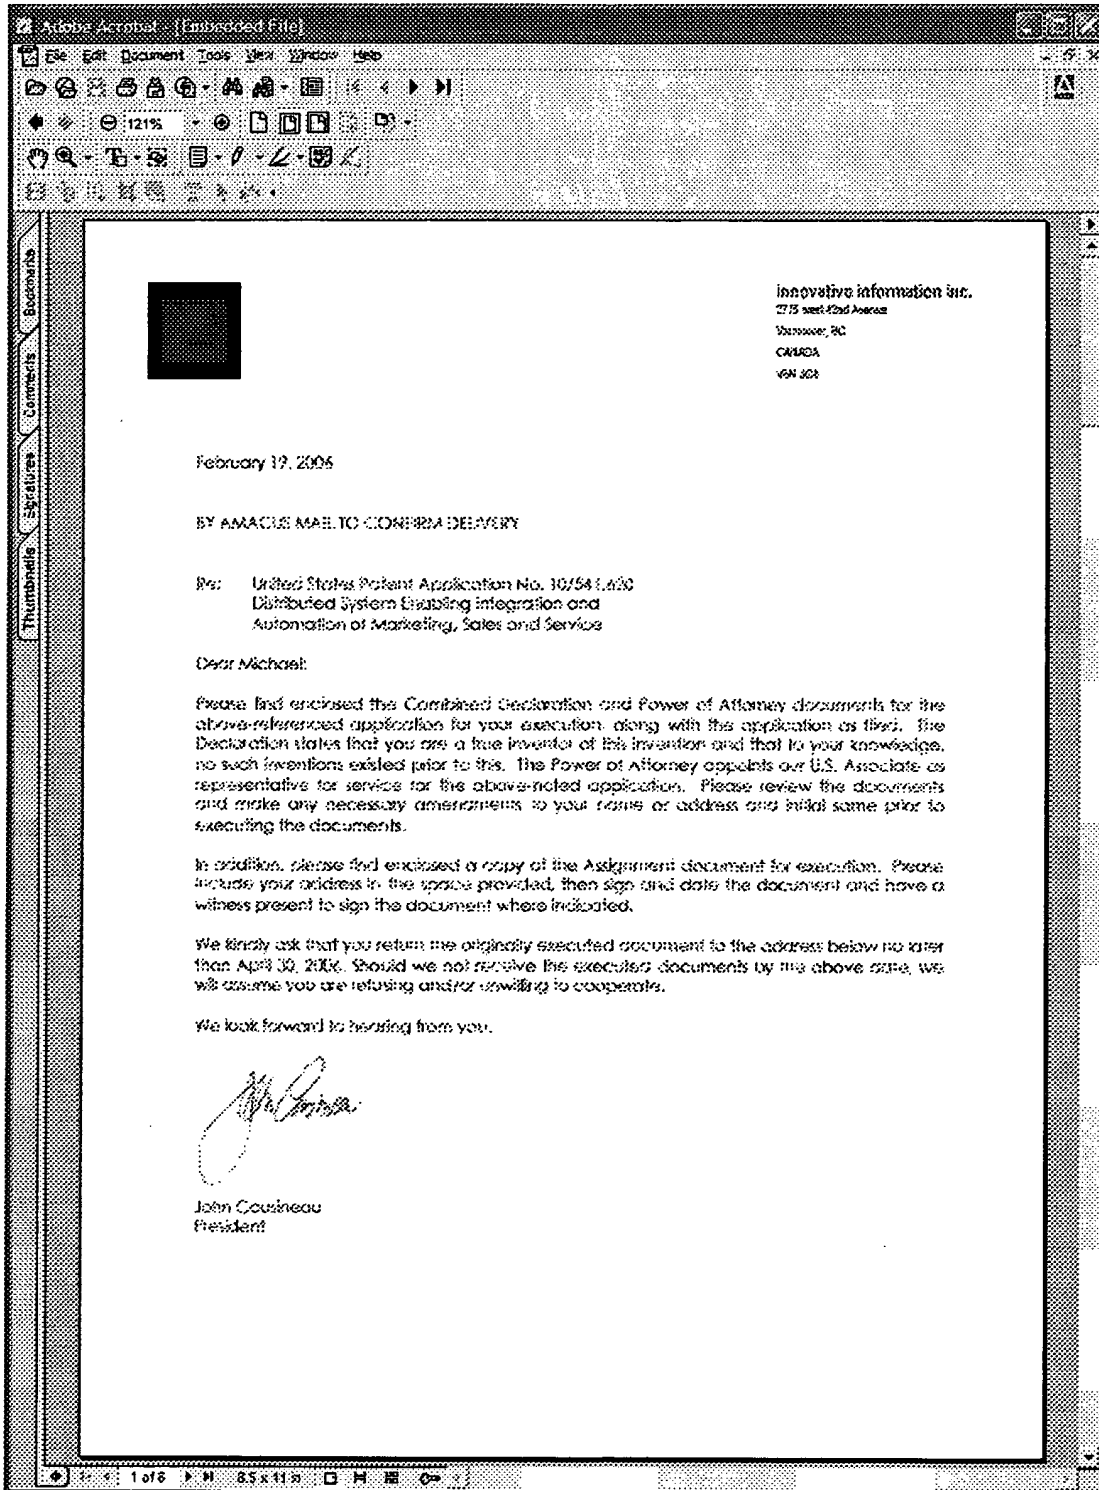 Adobe Acrobat - [Embedded File]
File Edit Document Tools View Window Help
121%
Bookmarks
Comments
Signatures
Thumbnails
innovative information inc.
2775 west 42nd Avenue
Vancouver, BC
CANADA
February 19, 2006
BY AMACUS MAIL TO CONFIRM DELIVERY
Re: United States Patent Application No. 10/541,620
Distributed System Enabling Integration and
Automation of Marketing, Sales and Service
Dear Michael:
Please find enclosed the Combined Declaration and Power of Attorney documents for the
above-referenced application for your execution, along with the application as filed. The
Declaration states that you are a true inventor of this invention and that to your knowledge,
no such inventions existed prior to this. The Power of Attorney appoints our U.S. Associate as
representative for service for the above-noted application. Please review the documents
and make any necessary amendments to your name or address and initial same prior to
executing the documents.
In addition, please find enclosed a copy of the Assignment document for execution. Please
include your address in the space provided, then sign and date the document and have a
witness present to sign the document where indicated.
We kindly ask that you return the originally executed document to the address below no later
than April 30, 2006. Should we not receive the executed documents by the above date, we
will assume you are refusing and/or unwilling to cooperate.
We look forward to hearing from you.
John Cousineau
President
1 of 6 8.5 x 11 in